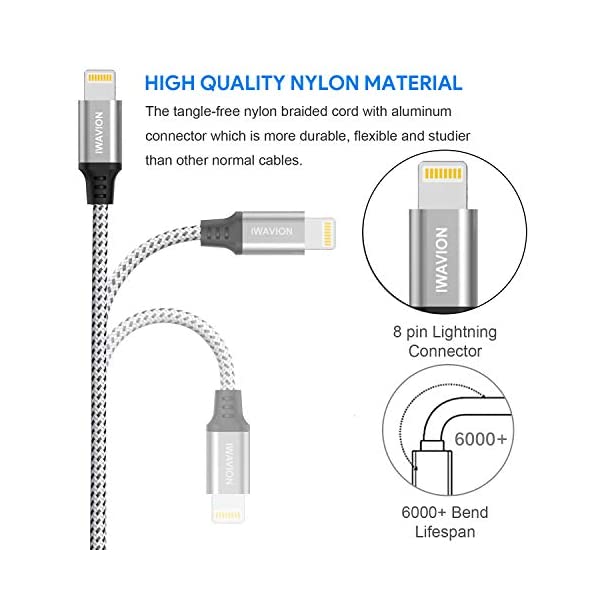 HIGH QUALITY NYLON MATERIAL
The tangle-free nylon braided cord with aluminum
connector which is more durable, flexible and studier
than other normal cables.
IWAVION
IWAVION
IWAVION
IWAVION
8 pin Lightning
Connector
6000+
6000+ Bend
Lifespan